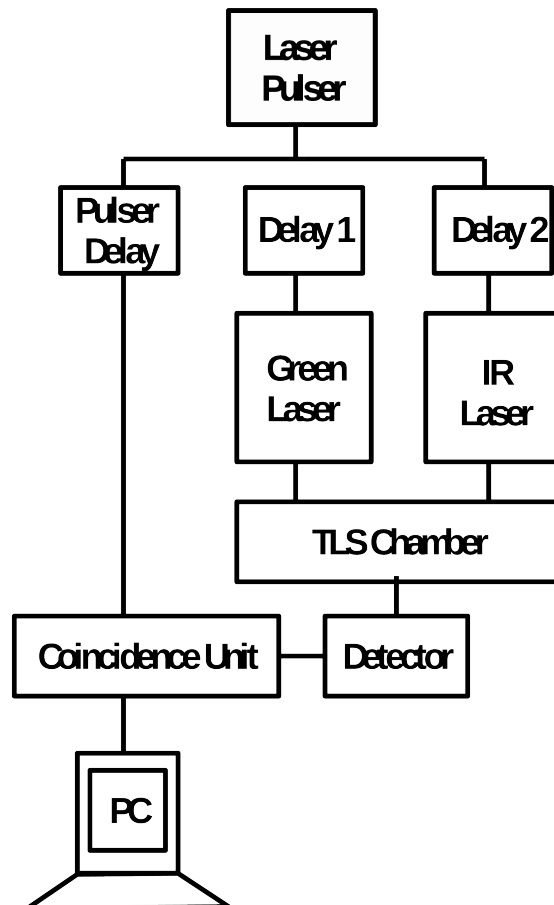 Laser
Pulser
Pulser
Delay
Delay 1
Delay 2
Green
Laser
IR
Laser
TLS Chamber
Coincidence Unit
Detector
PC